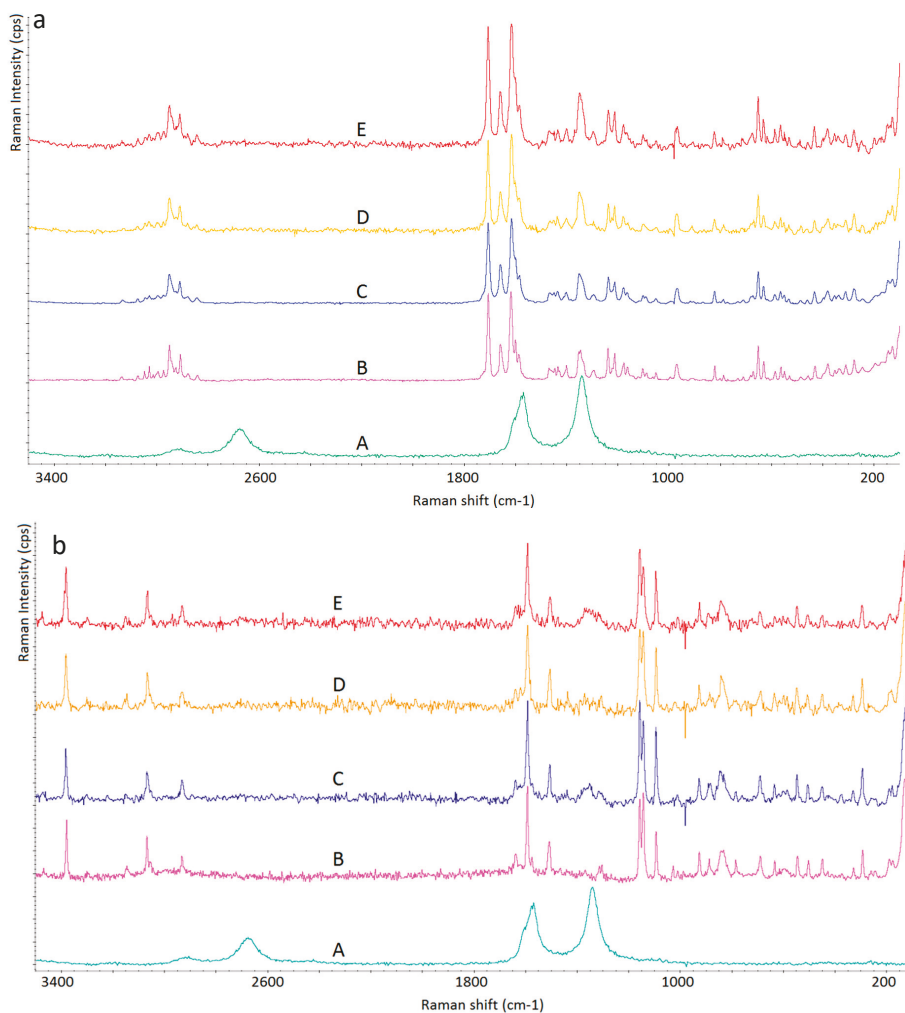 a
Raman Intensity (cps)
E
D
C
B
A
3400 2600 1800 1000 200
Raman shift (cm-1)
b
Raman Intensity (cps)
E
D
C
B
A
3400 2600 1800 1000 200
Raman shift (cm-1)